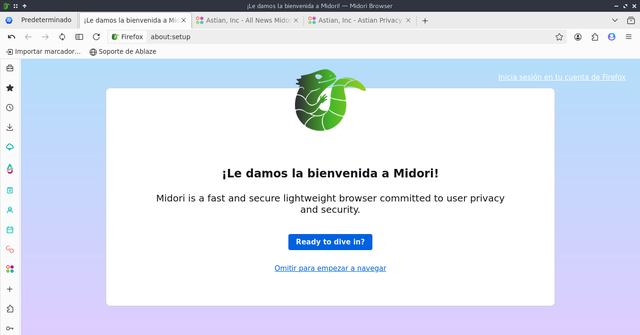 ¡Le damos la bienvenida a Midori! — Midori Browser
Predeterminado
¡Le damos la bienvenida a Mic
Astian, Inc - All News Midor
Astian, Inc - Astian Privacy
Firefox
about:setup
Importar marcador...
Soporte de Ablaze
Inicia sesión en tu cuenta de Firefox
¡Le damos la bienvenida a Midori!
Midori is a fast and secure lightweight browser committed to user privacy
and security.
Ready to dive in?
Omitir para empezar a navegar